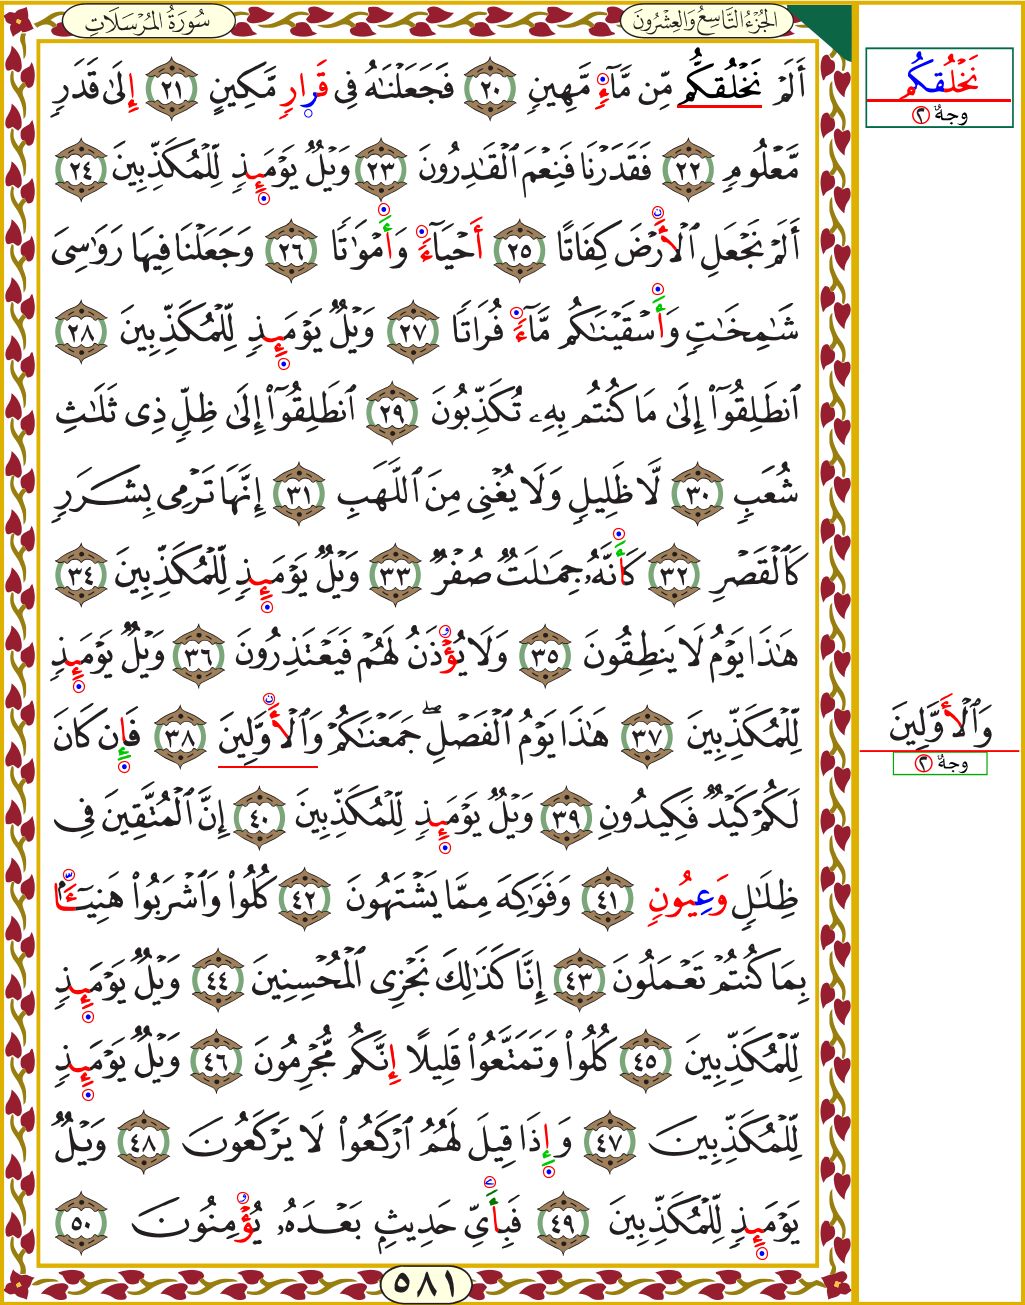 سُورَةُ المُرْسَلَاتِ
الجُزْءُ التَّاسِعُ وَالعِشْرُونَ
أَلَمْ نَخْلُقكُّم مِّن مَّآءٍ مَّهِينٍ ٢٠ فَجَعَلْنَـٰهُ فِى قَرَارٍ مَّكِينٍ ٢١ إِلَىٰ قَدَرٍ
مَّعْلُومٍ ٢٢ فَقَدَرْنَا فَنِعْمَ ٱلْقَـٰدِرُونَ ٢٣ وَيْلٌ يَوْمَئِذٍ لِّلْمُكَذِّبِينَ ٢٤
أَلَمْ نَجْعَلِ ٱلْأَرْضَ كِفَاتًا ٢٥ أَحْيَآءً وَأَمْوَٰتًا ٢٦ وَجَعَلْنَا فِيهَا رَوَٰسِىَ
شَـٰمِخَـٰتٍ وَأَسْقَيْنَـٰكُم مَّآءً فُرَاتًا ٢٧ وَيْلٌ يَوْمَئِذٍ لِّلْمُكَذِّبِينَ ٢٨
ٱنطَلِقُوٓا۟ إِلَىٰ مَا كُنتُم بِهِۦ تُكَذِّبُونَ ٢٩ ٱنطَلِقُوٓا۟ إِلَىٰ ظِلٍّ ذِى ثَلَـٰثِ
شُعَبٍ ٣٠ لَّا ظَلِيلٍ وَلَا يُغْنِى مِنَ ٱللَّهَبِ ٣١ إِنَّهَا تَرْمِى بِشَرَرٍ
كَٱلْقَصْرِ ٣٢ كَأَنَّهُۥ جِمَـٰلَتٌ صُفْرٌ ٣٣ وَيْلٌ يَوْمَئِذٍ لِّلْمُكَذِّبِينَ ٣٤
هَـٰذَا يَوْمُ لَا يَنطِقُونَ ٣٥ وَلَا يُؤْذَنُ لَهُمْ فَيَعْتَذِرُونَ ٣٦ وَيْلٌ يَوْمَئِذٍ
لِّلْمُكَذِّبِينَ ٣٧ هَـٰذَا يَوْمُ ٱلْفَصْلِ ۖ جَمَعْنَـٰكُمْ وَٱلْأَوَّلِينَ ٣٨ فَإِن كَانَ
لَكُمْ كَيْدٌ فَكِيدُونِ ٣٩ وَيْلٌ يَوْمَئِذٍ لِّلْمُكَذِّبِينَ ٤٠ إِنَّ ٱلْمُتَّقِينَ فِى
ظِلَـٰلٍ وَعِيُونٍ ٤١ وَفَوَٰكِهَ مِمَّا يَشْتَهُونَ ٤٢ كُلُوا۟ وَٱشْرَبُوا۟ هَنِيٓـَٔۢا
بِمَا كُنتُمْ تَعْمَلُونَ ٤٣ إِنَّا كَذَٰلِكَ نَجْزِى ٱلْمُحْسِنِينَ ٤٤ وَيْلٌ يَوْمَئِذٍ
لِّلْمُكَذِّبِينَ ٤٥ كُلُوا۟ وَتَمَتَّعُوا۟ قَلِيلًا إِنَّكُم مُّجْرِمُونَ ٤٦ وَيْلٌ يَوْمَئِذٍ
لِّلْمُكَذِّبِينَ ٤٧ وَإِذَا قِيلَ لَهُمُ ٱرْكَعُوا۟ لَا يَرْكَعُونَ ٤٨ وَيْلٌ
يَوْمَئِذٍ لِّلْمُكَذِّبِينَ ٤٩ فَبِأَىِّ حَدِيثٍۭ بَعْدَهُۥ يُؤْمِنُونَ ٥٠
٥٨١
نَخْلُقكُم
وجهٌ ٢
وَٱلْأَوَّلِينَ
وجهٌ ٢